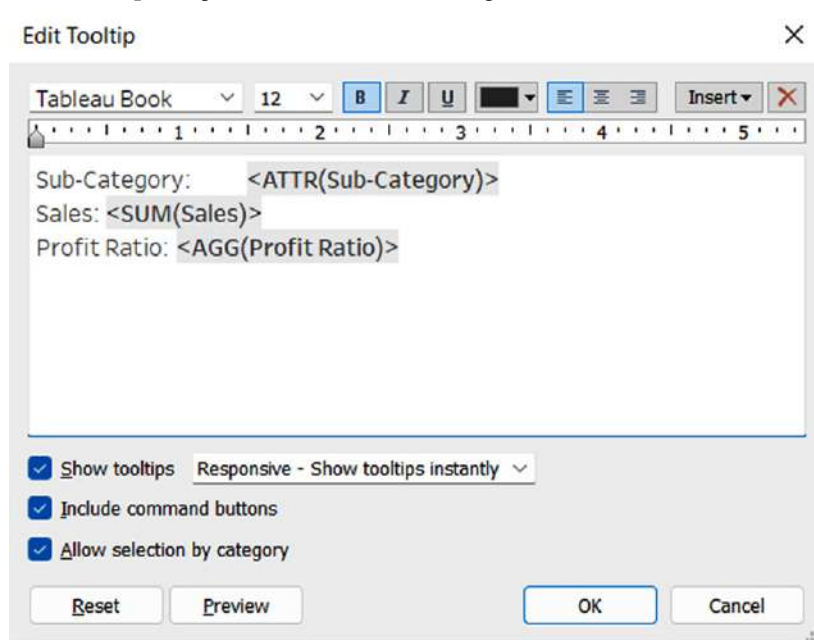 Edit Tooltip
Tableau Book 12 B I U Insert
1 2 3 4 5
Sub-Category: <ATTR(Sub-Category)>
Sales: <SUM(Sales)>
Profit Ratio: <AGG(Profit Ratio)>
Show tooltips Responsive - Show tooltips instantly
Include command buttons
Allow selection by category
Reset Preview OK Cancel